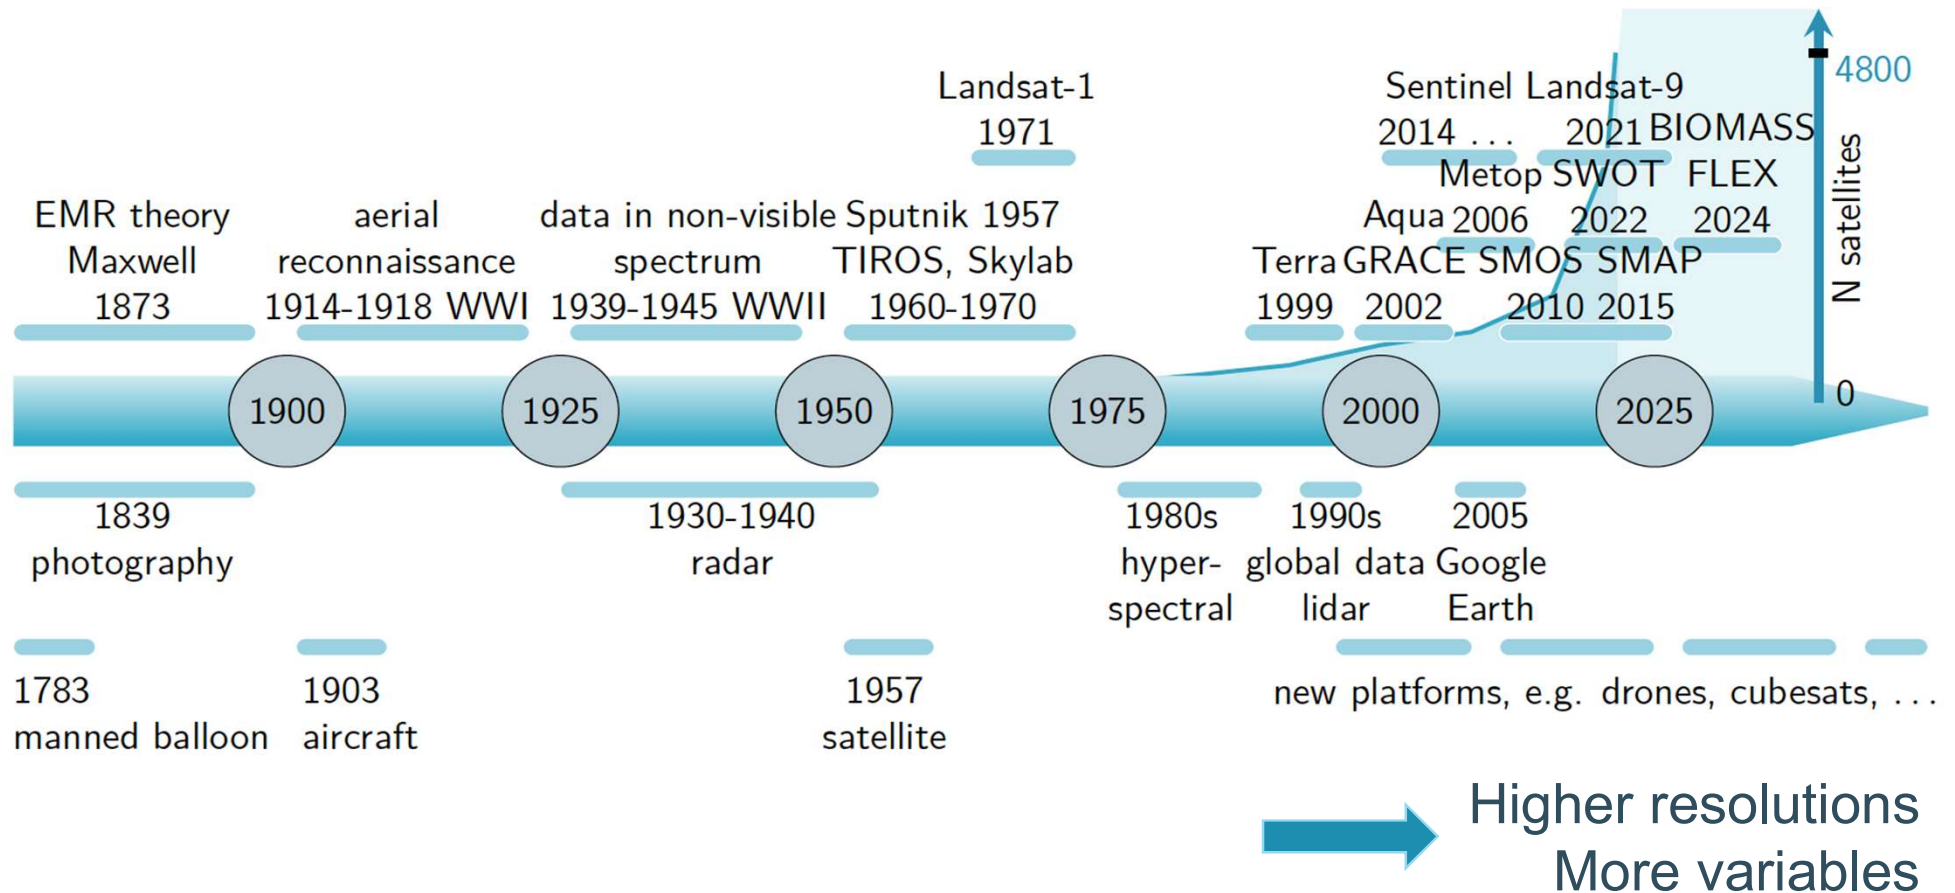 Landsat-1
1971
Sentinel Landsat-9
2014 ... 2021 BIOMASS
Metop SWOT FLEX
2006 2022 2024
4800
N satellites
0
EMR theory
Maxwell
1873
aerial
reconnaissance
1914-1918 WWI
data in non-visible
spectrum
1939-1945 WWII
Sputnik 1957
TIROS, Skylab
1960-1970
Terra
1999
Aqua
GRACE
2002
SMOS SMAP
2010 2015
1900
1925
1950
1975
2000
2025
1839
photography
1930-1940
radar
1980s
hyper-
spectral
1990s
global data
lidar
2005
Google
Earth
1783
manned balloon
1903
aircraft
1957
satellite
new platforms, e.g. drones, cubesats, ...
Higher resolutions
More variables